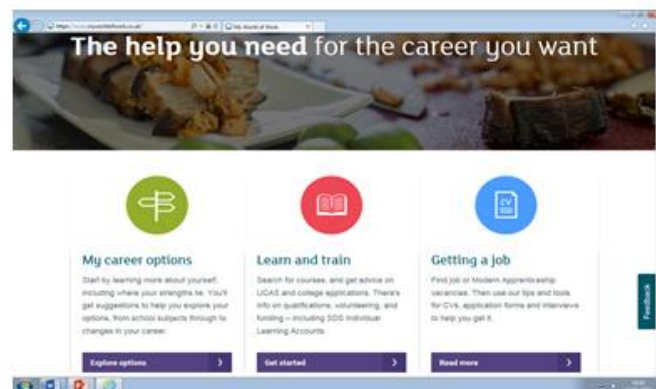 My World of Work
The help you need for the career you want
My career options
Start by learning more about yourself,
including where your strengths lie. You'll
get suggestions to help you explore your
options, from school subjects through to
changes in your career.
Explore options
Learn and train
Search for courses, and get advice on
UCAS and college applications. There's
info on qualifications, volunteering, and
funding – including SDS Individual
Learning Accounts.
Get started
Getting a job
CV
Find job or Modern Apprenticeship
vacancies. Then use our tips and tools
for CVs, application forms and interviews
to help you get it.
Read more
Feedback